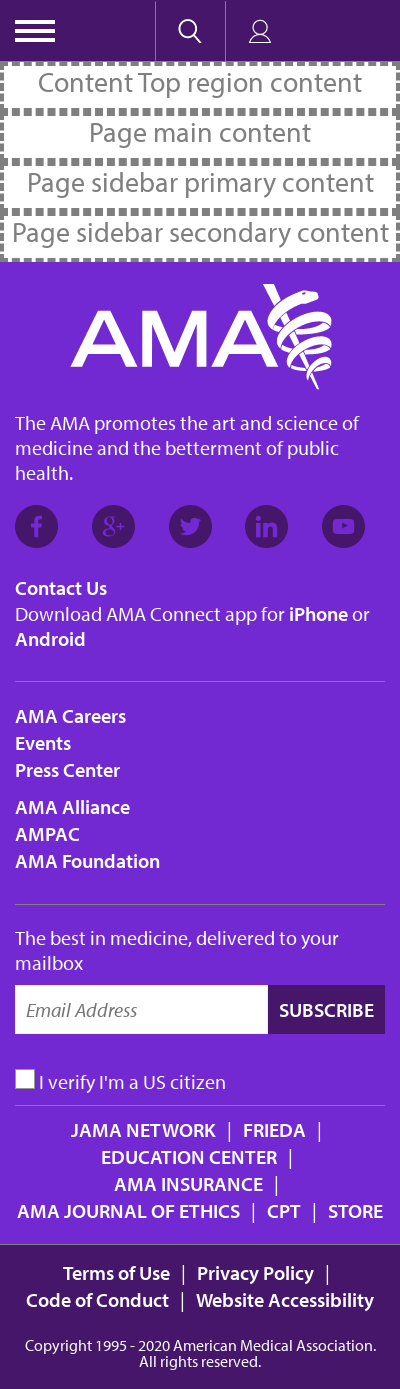 Content Top region content
Page main content
Page sidebar primary content
Page sidebar secondary content
AMA
The AMA promotes the art and science of
medicine and the betterment of public
health.
Contact Us
Download AMA Connect app for iPhone or
Android
AMA Careers
Events
Press Center
AMA Alliance
AMPAC
AMA Foundation
The best in medicine, delivered to your
mailbox
Email Address SUBSCRIBE
I verify I'm a US citizen
JAMA NETWORK | FRIEDA |
EDUCATION CENTER |
AMA INSURANCE |
AMA JOURNAL OF ETHICS | CPT | STORE
Terms of Use | Privacy Policy |
Code of Conduct | Website Accessibility
Copyright 1995 - 2020 American Medical Association.
All rights reserved.